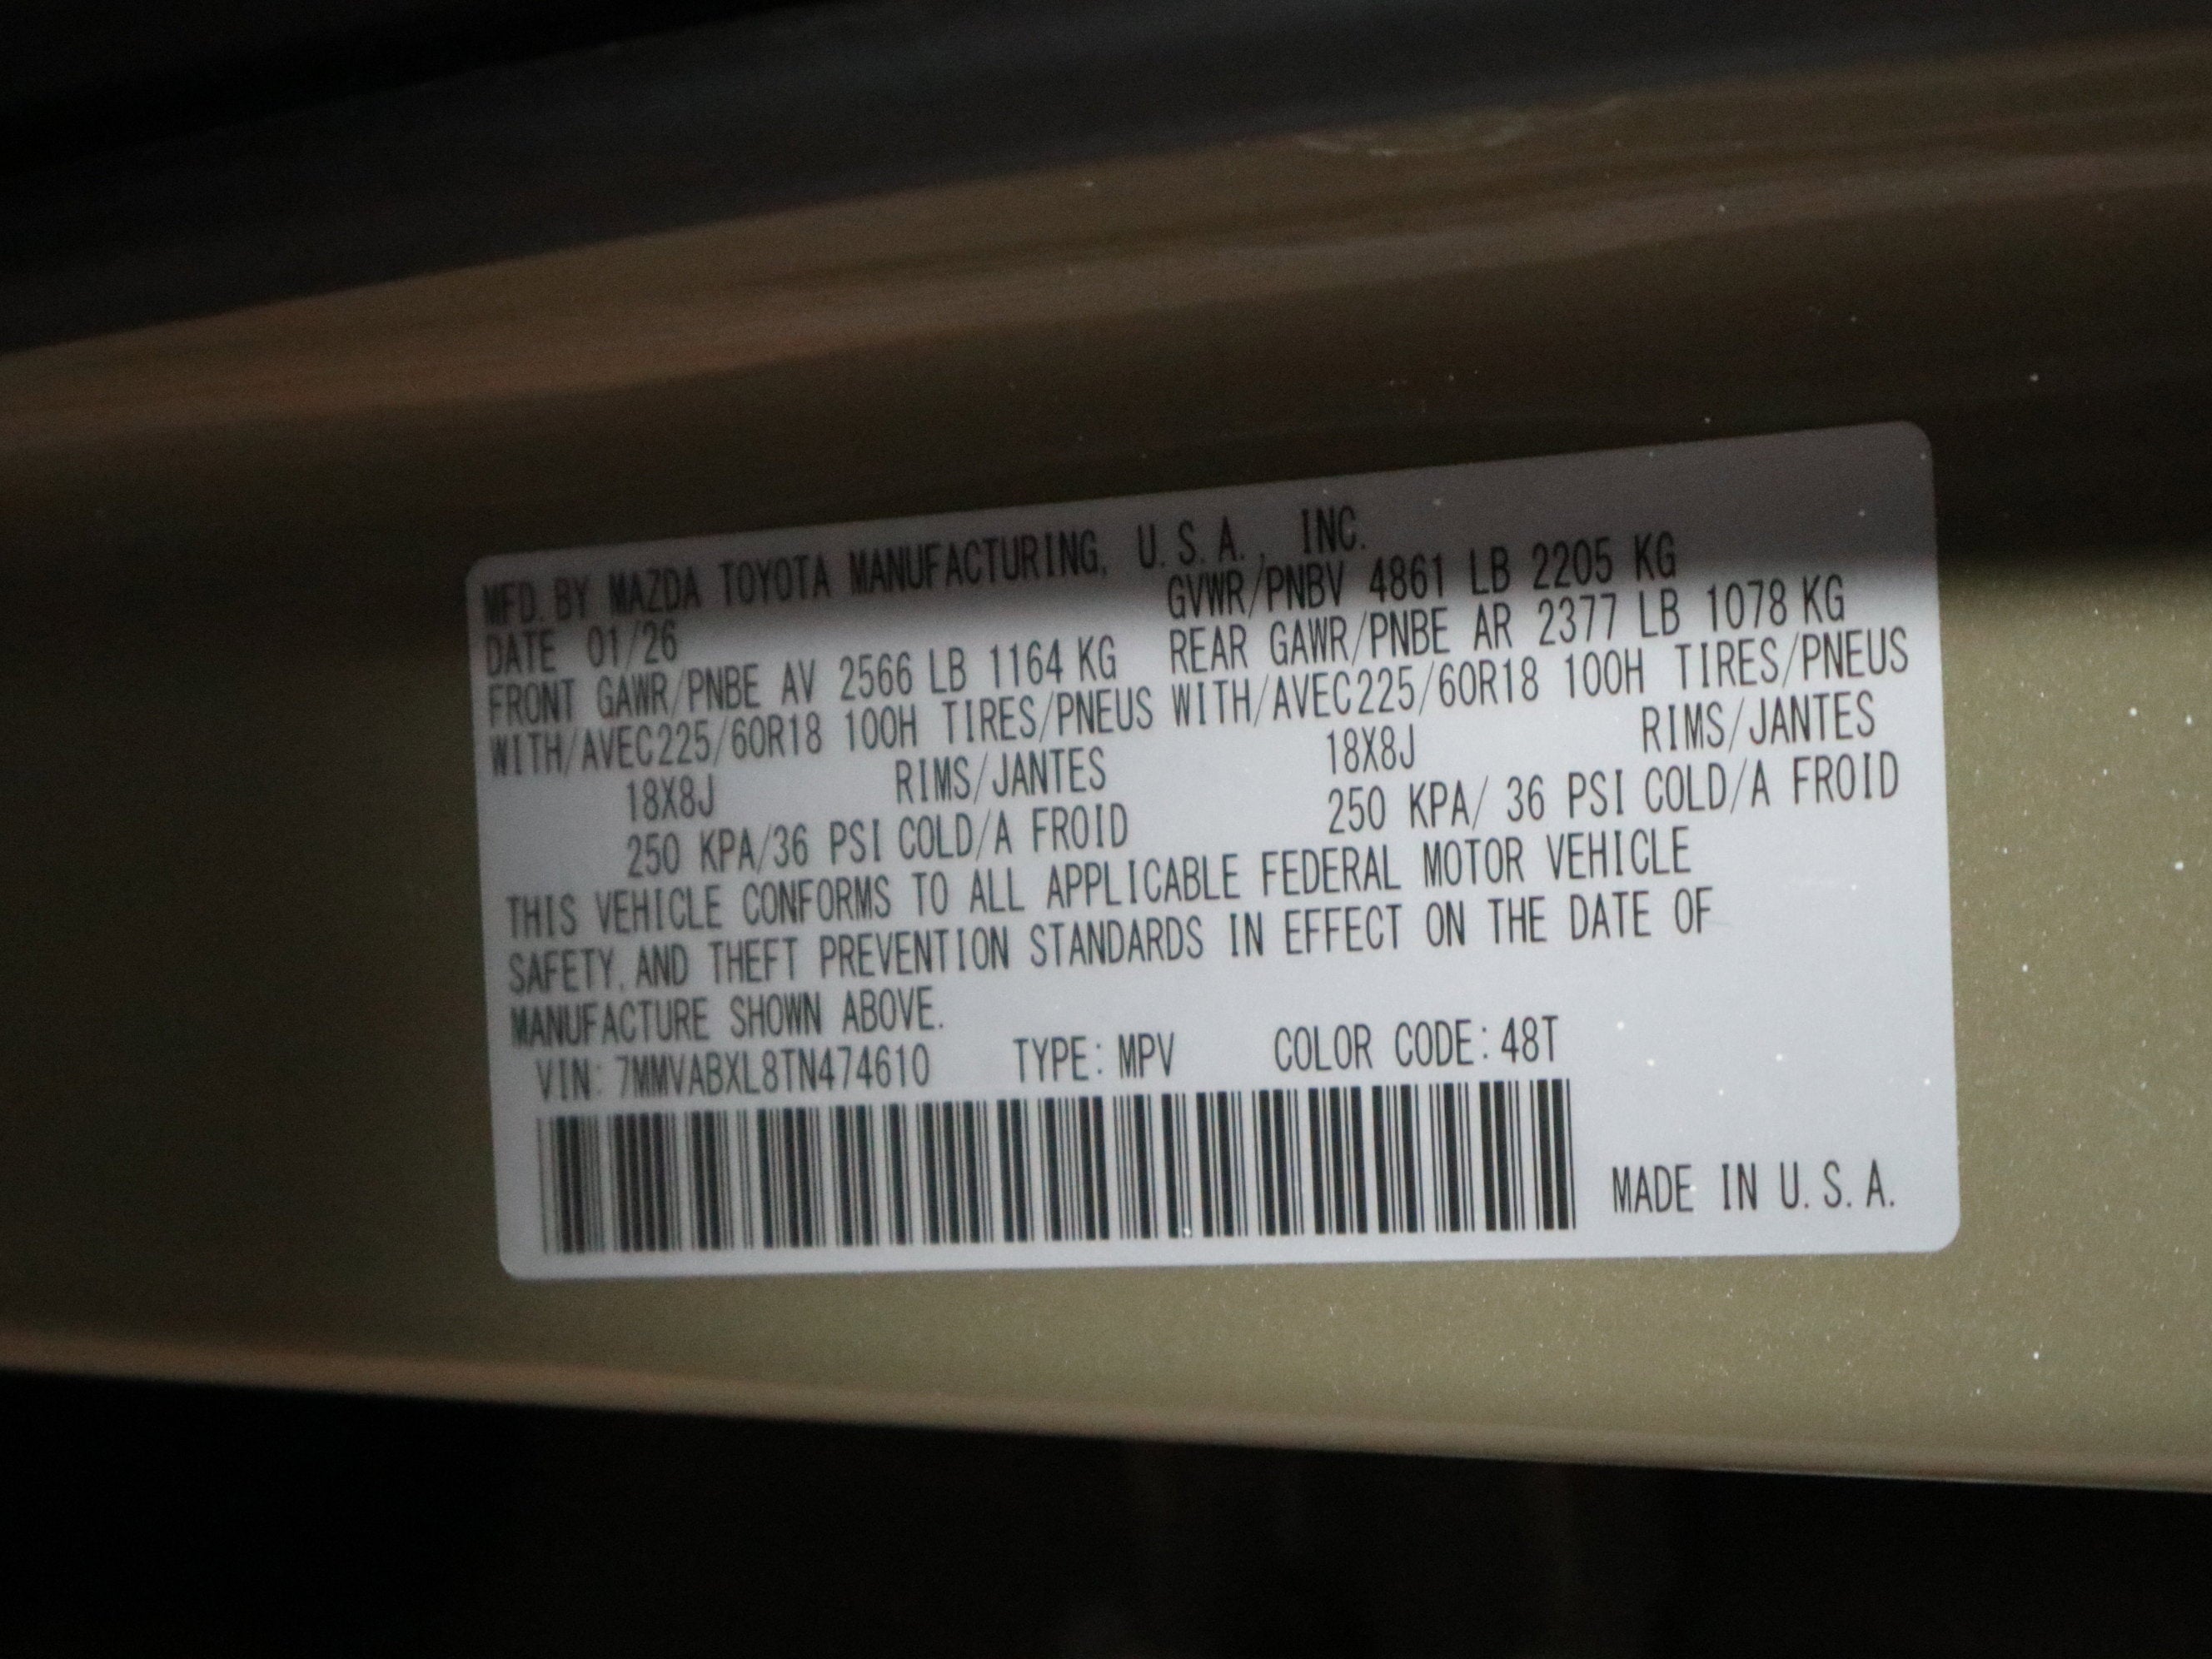 MFD. BY MAZDA TOYOTA MANUFACTURING, U.S.A., INC.
DATE 01/26 GVWR/PNBV 4861 LB 2205 KG
FRONT GAWR/PNBE AV 2566 LB 1164 KG REAR GAWR/PNBE AR 2377 LB 1078 KG
WITH/AVEC225/60R18 100H TIRES/PNEUS WITH/AVEC225/60R18 100H TIRES/PNEUS
18X8J RIMS/JANTES 18X8J RIMS/JANTES
250 KPA/36 PSI COLD/A FROID 250 KPA/ 36 PSI COLD/A FROID
THIS VEHICLE CONFORMS TO ALL APPLICABLE FEDERAL MOTOR VEHICLE
SAFETY, AND THEFT PREVENTION STANDARDS IN EFFECT ON THE DATE OF
MANUFACTURE SHOWN ABOVE.
VIN: 7MMVABXL8TN474610 TYPE: MPV COLOR CODE: 48T
MADE IN U.S.A.